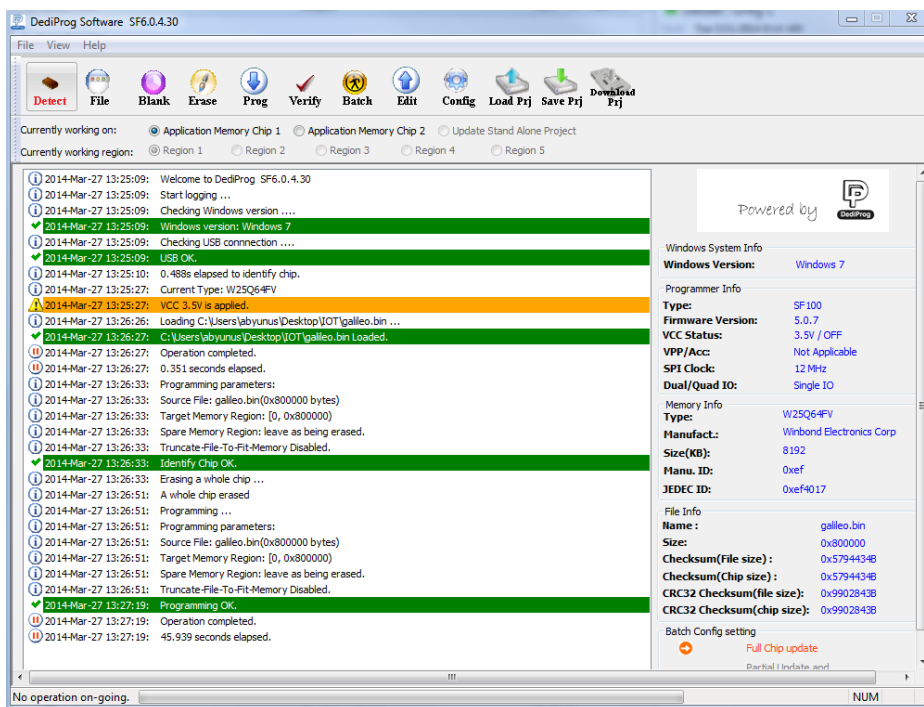 DediProg Software SF6.0.4.30
File View Help
Detect File Blank Erase Prog Verify Batch Edit Config Load Prj Save Prj Download Prj
Currently working on: Application Memory Chip 1 Application Memory Chip 2 Update Stand Alone Project
Currently working region: Region 1 Region 2 Region 3 Region 4 Region 5
2014-Mar-27 13:25:09: Welcome to DediProg SF6.0.4.30
2014-Mar-27 13:25:09: Start logging ...
2014-Mar-27 13:25:09: Checking Windows version ....
2014-Mar-27 13:25:09: Windows version: Windows 7
2014-Mar-27 13:25:09: Checking USB connnection ....
2014-Mar-27 13:25:09: USB OK.
2014-Mar-27 13:25:10: 0.488s elapsed to identify chip.
2014-Mar-27 13:25:27: Current Type: W25Q64FV
2014-Mar-27 13:25:27: VCC 3.5V is applied.
2014-Mar-27 13:26:26: Loading C:\Users\abyunus\Desktop\IOT\galileo.bin ...
2014-Mar-27 13:26:27: C:\Users\abyunus\Desktop\IOT\galileo.bin Loaded.
2014-Mar-27 13:26:27: Operation completed.
2014-Mar-27 13:26:27: 0.351 seconds elapsed.
2014-Mar-27 13:26:33: Programming parameters:
2014-Mar-27 13:26:33: Source File: galileo.bin(0x800000 bytes)
2014-Mar-27 13:26:33: Target Memory Region: [0, 0x800000)
2014-Mar-27 13:26:33: Spare Memory Region: leave as being erased.
2014-Mar-27 13:26:33: Truncate-File-To-Fit-Memory Disabled.
2014-Mar-27 13:26:33: Identify Chip OK.
2014-Mar-27 13:26:33: Erasing a whole chip ...
2014-Mar-27 13:26:51: A whole chip erased
2014-Mar-27 13:26:51: Programming ...
2014-Mar-27 13:26:51: Programming parameters:
2014-Mar-27 13:26:51: Source File: galileo.bin(0x800000 bytes)
2014-Mar-27 13:26:51: Target Memory Region: [0, 0x800000)
2014-Mar-27 13:26:51: Spare Memory Region: leave as being erased.
2014-Mar-27 13:26:51: Truncate-File-To-Fit-Memory Disabled.
2014-Mar-27 13:27:19: Programming OK.
2014-Mar-27 13:27:19: Operation completed.
2014-Mar-27 13:27:19: 45.939 seconds elapsed.
Powered by DediProg
Windows System Info
Windows Version: Windows 7
Programmer Info
Type: SF100
Firmware Version: 5.0.7
VCC Status: 3.5V / OFF
VPP/Acc: Not Applicable
SPI Clock: 12 MHz
Dual/Quad IO: Single IO
Memory Info
Type: W25Q64FV
Manufact.: Winbond Electronics Corp
Size(KB): 8192
Manu. ID: 0xef
JEDEC ID: 0xef4017
File Info
Name : galileo.bin
Size: 0x800000
Checksum(File size) : 0x5794434B
Checksum(Chip size) : 0x5794434B
CRC32 Checksum(file size): 0x9902843B
CRC32 Checksum(chip size): 0x9902843B
Batch Config setting
Full Chip update
Partial Update and
No operation on-going. NUM